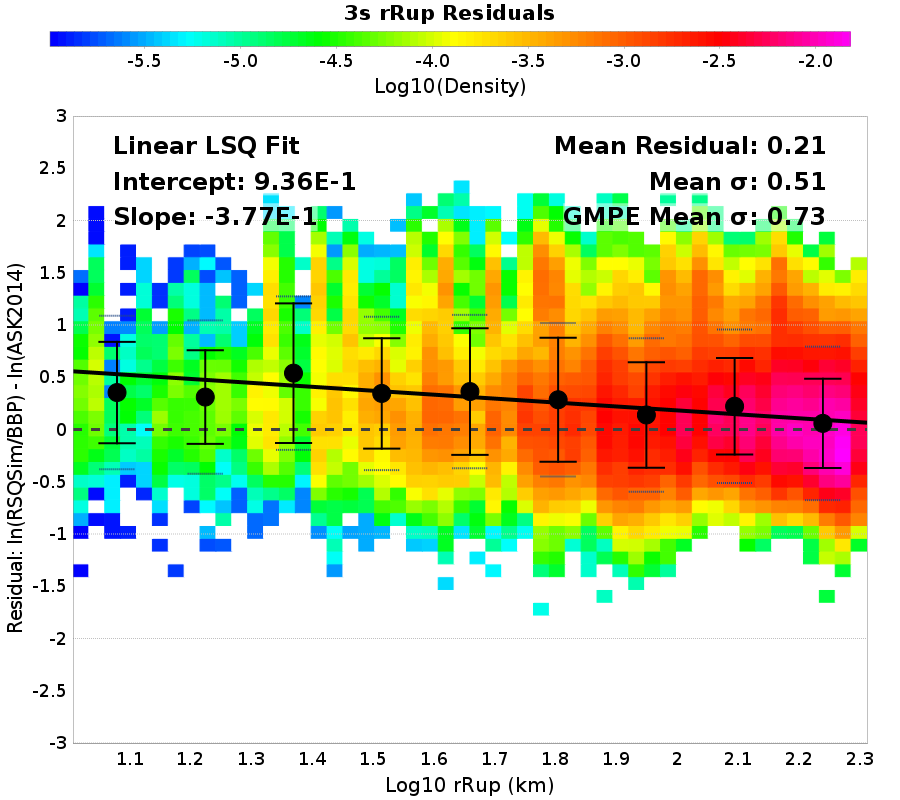 3s rRup Residuals
-5.5 -5.0 -4.5 -4.0 -3.5 -3.0 -2.5 -2.0
Log10(Density)
Linear LSQ Fit
Intercept: 9.36E-1
Slope: -3.77E-1
Mean Residual: 0.21
Mean σ: 0.51
GMPE Mean σ: 0.73
Residual: ln(RSQSim/BBP) - ln(ASK2014)
3
2.5
2
1.5
1
0.5
0
-0.5
-1
-1.5
-2
-2.5
-3
1.1 1.2 1.3 1.4 1.5 1.6 1.7 1.8 1.9 2 2.1 2.2 2.3
Log10 rRup (km)